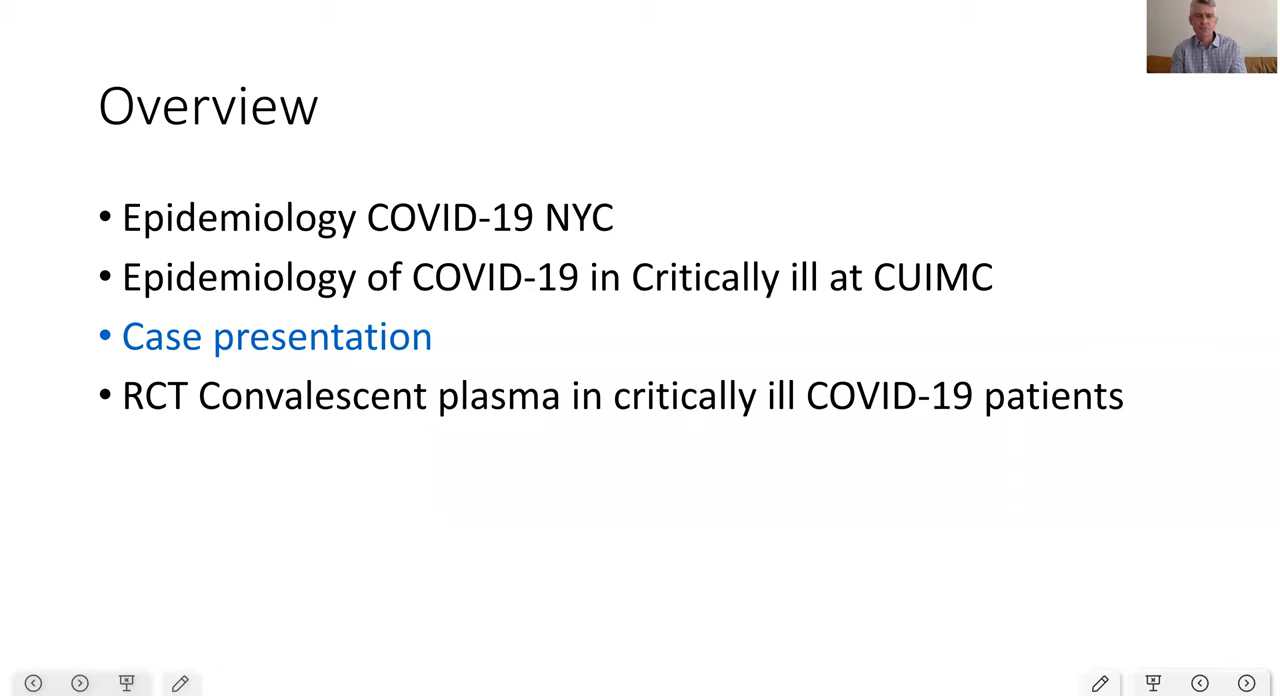 Overview
• Epidemiology COVID-19 NYC
• Epidemiology of COVID-19 in Critically ill at CUIMC
• Case presentation
• RCT Convalescent plasma in critically ill COVID-19 patients